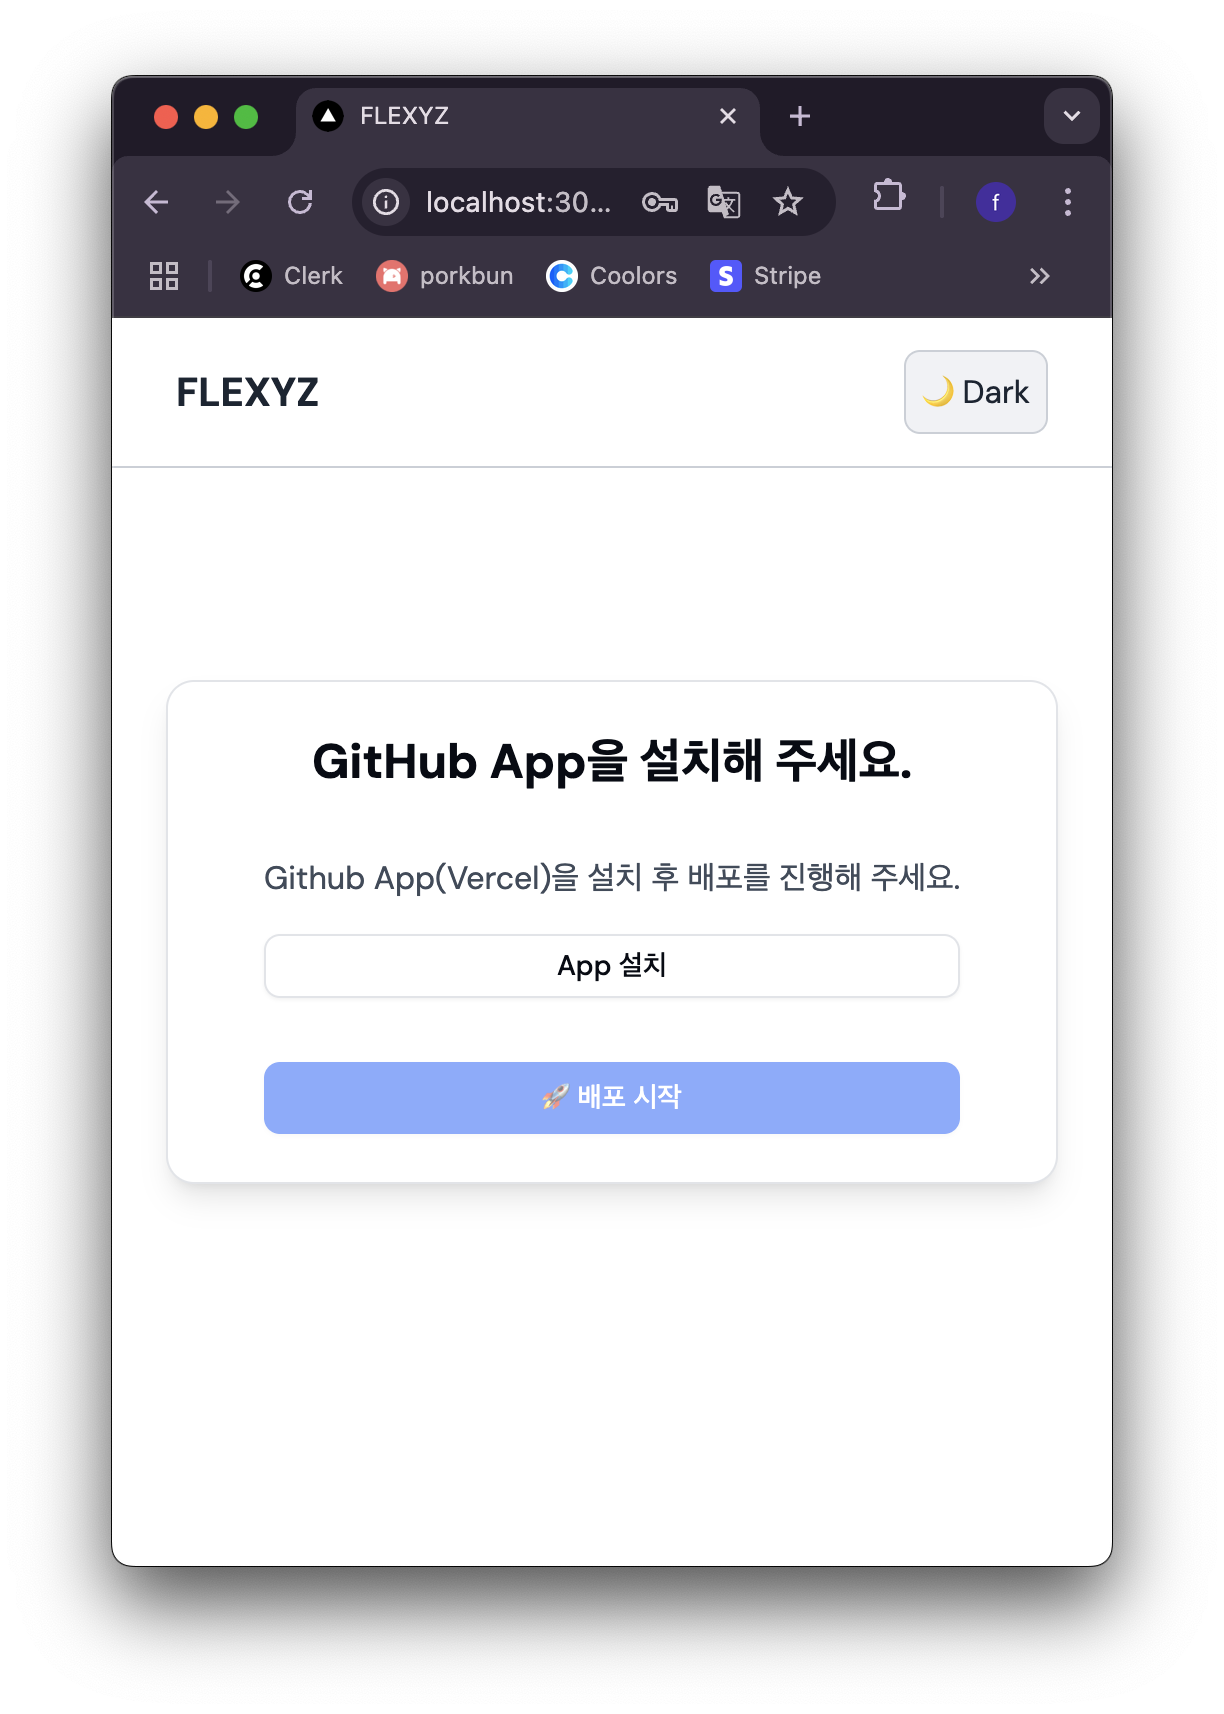 FLEXYZ
localhost:30...
Clerk
porkbun
Coolors
Stripe
f
FLEXYZ
🌙 Dark
GitHub App을 설치해 주세요.
Github App(Vercel)을 설치 후 배포를 진행해 주세요.
App 설치
🚀 배포 시작